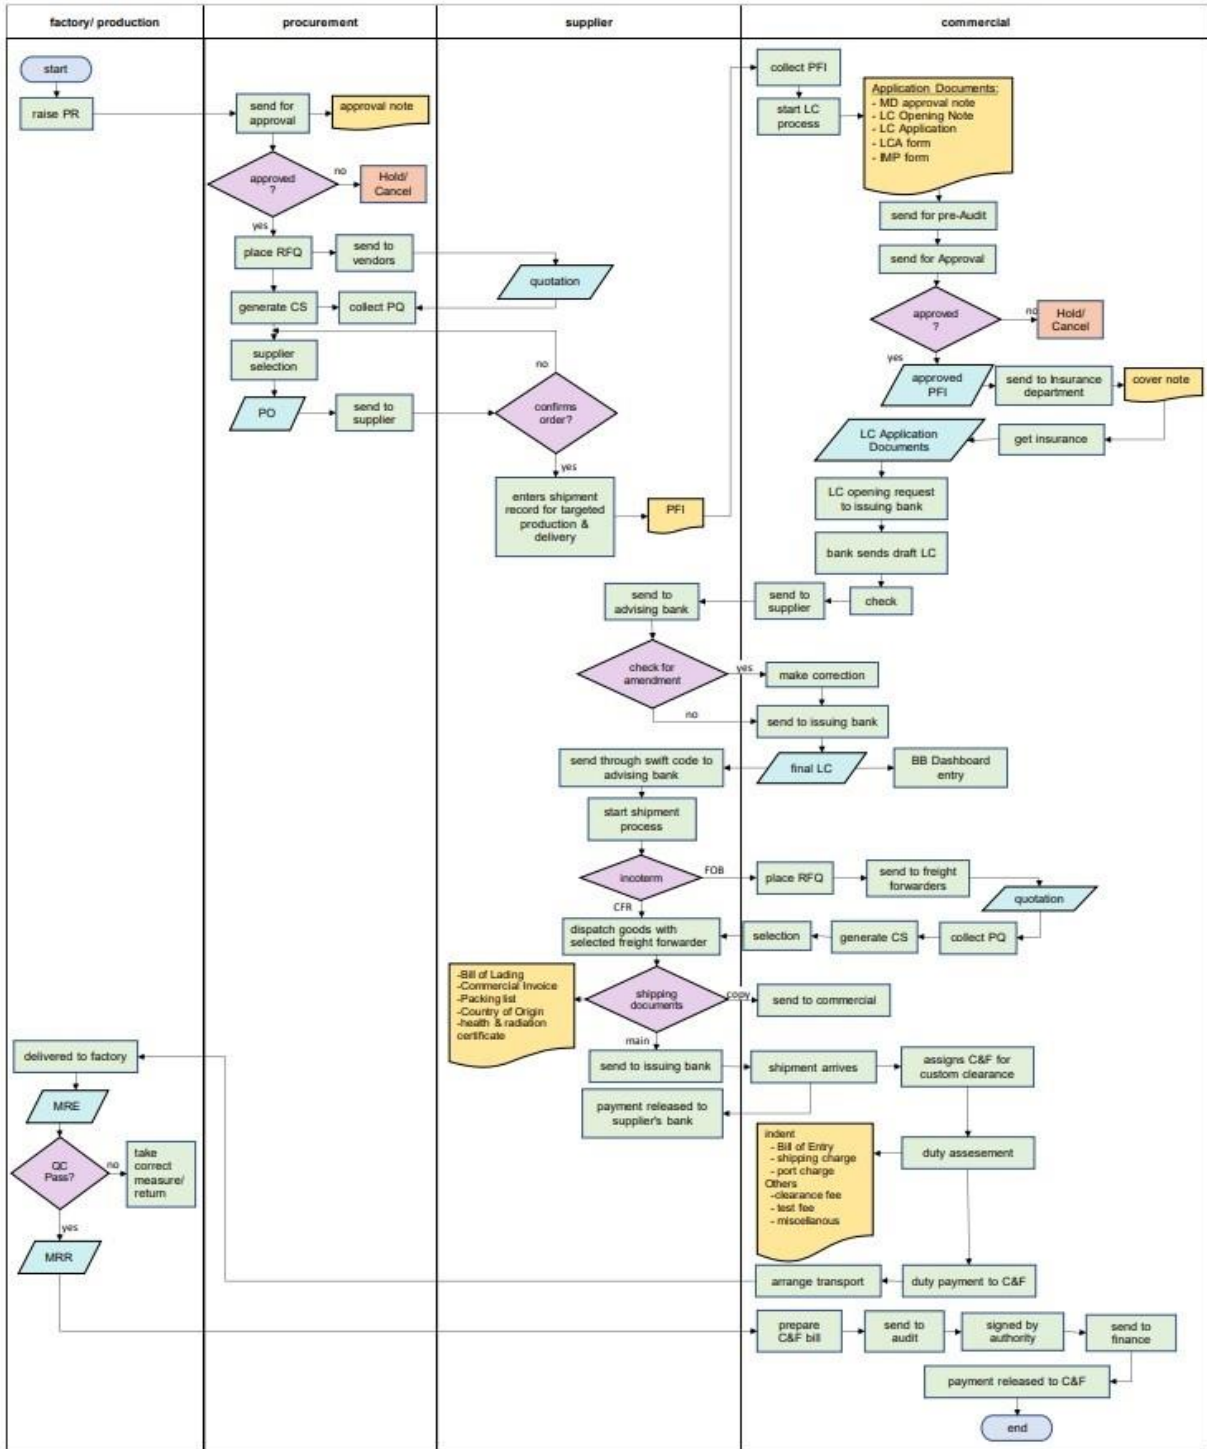 factory/ production
procurement
supplier
commercial
start
raise PR
send for
approval
approval note
approved
?
no
Hold/
Cancel
yes
place RFQ
send to
vendors
quotation
generate CS
collect PQ
supplier
selection
no
PO
send to
supplier
confirms
order?
yes
enters shipment
record for targeted
production &
delivery
PFI
collect PFI
start LC
process
Application Documents:
- MD approval note
- LC Opening Note
- LC Application
- LCA form
- IMP form
send for pre-Audit
send for Approval
approved
?
no
Hold/
Cancel
yes
approved
PFI
send to Insurance
department
cover note
LC Application
Documents
get insurance
LC opening request
to issuing bank
bank sends draft LC
check
send to
supplier
send to
advising bank
check for
amendment
yes
make correction
no
send to issuing bank
final LC
BB Dashboard
entry
send through swift code to
advising bank
start shipment
process
incoterm
FOB
place RFQ
send to freight
forwarders
quotation
CFR
dispatch goods with
selected freight forwarder
selection
generate CS
collect PQ
-Bill of Lading
-Commercial Invoice
-Packing list
-Country of Origin
-health & radiation
certificate
shipping
documents
copy
send to commercial
main
send to issuing bank
shipment arrives
assigns C&F for
custom clearance
payment released to
supplier's bank
indent
- Bill of Entry
- shipping charge
- port charge
Others
-clearance fee
- test fee
- miscellanous
duty assesement
arrange transport
duty payment to C&F
delivered to factory
MRE
QC
Pass?
no
take
correct
measure/
return
yes
MRR
prepare
C&F bill
send to
audit
signed by
authority
send to
finance
payment released to C&F
end